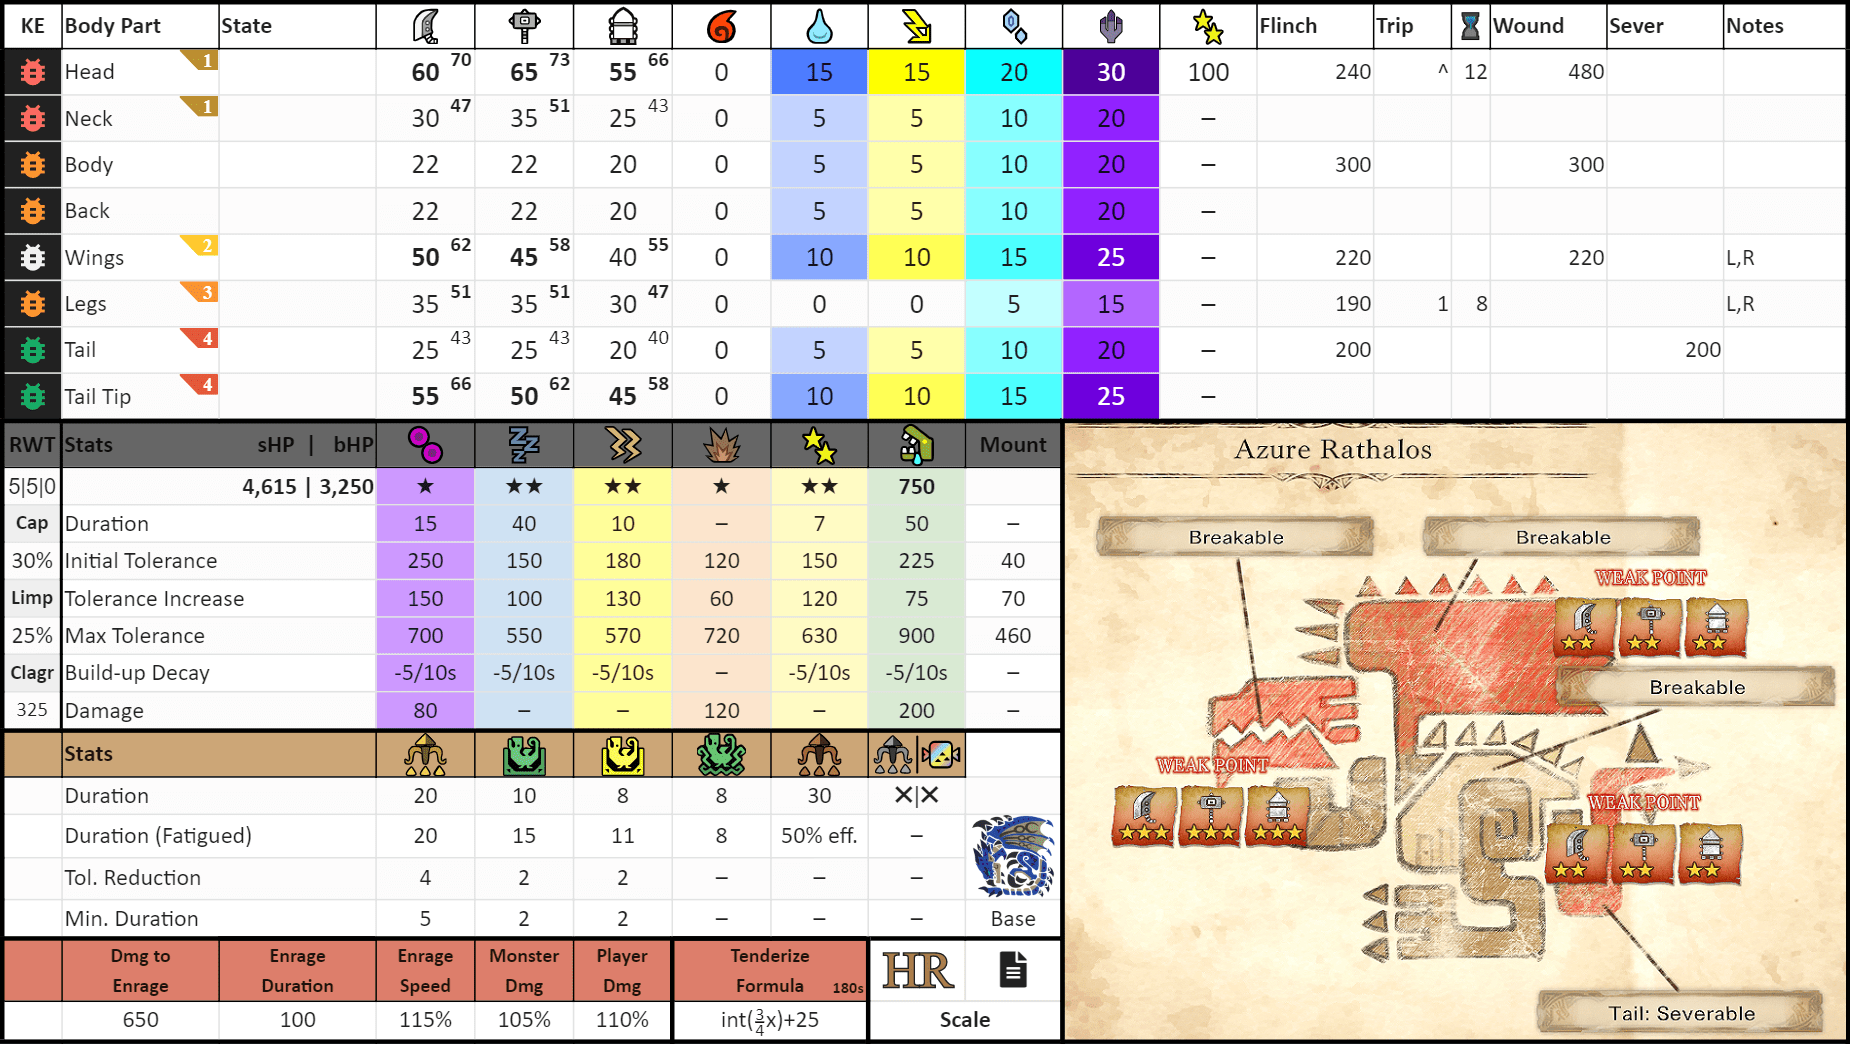 KE Body Part State Flinch Trip Wound Sever Notes
Head 1 60 70 65 73 55 66 0 15 15 20 30 100 240 ^ 12 480
Neck 1 30 47 35 51 25 43 0 5 5 10 20 –
Body 22 22 20 0 5 5 10 20 – 300 300
Back 22 22 20 0 5 5 10 20 –
Wings 2 50 62 45 58 40 55 0 10 10 15 25 – 220 220 L,R
Legs 3 35 51 35 51 30 47 0 0 0 5 15 – 190 1 8 L,R
Tail 4 25 43 25 43 20 40 0 5 5 10 20 – 200 200
Tail Tip 4 55 66 50 62 45 58 0 10 10 15 25 –
RWT Stats sHP | bHP Mount
5|5|0 4,615 | 3,250 ★ ★★ ★★ ★ ★★ 750
Cap Duration 15 40 10 – 7 50 –
30% Initial Tolerance 250 150 180 120 150 225 40
Limp Tolerance Increase 150 100 130 60 120 75 70
25% Max Tolerance 700 550 570 720 630 900 460
Clagr Build-up Decay -5/10s -5/10s -5/10s – -5/10s -5/10s –
325 Damage 80 – – 120 – 200 –
Stats
Duration 20 10 8 8 30 ✕|✕
Duration (Fatigued) 20 15 11 8 50% eff. –
Tol. Reduction 4 2 2 – – –
Min. Duration 5 2 2 – – – Base
Dmg to Enrage
Enrage Duration
Enrage Speed
Monster Dmg
Player Dmg
Tenderize Formula 180s
HR
650 100 115% 105% 110% int(3/4x)+25 Scale
Azure Rathalos
Breakable
Breakable
WEAK POINT
Breakable
WEAK POINT
WEAK POINT
Tail: Severable